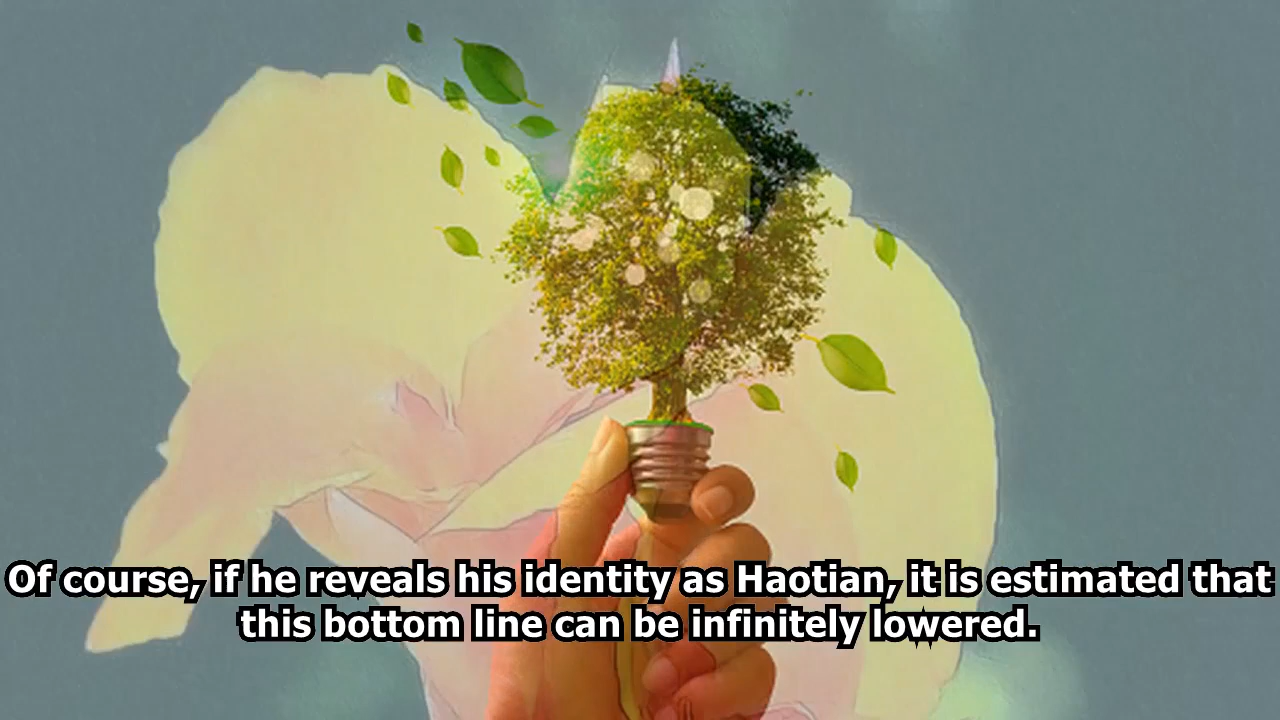 Of course, if he reveals his identity as Haotian, it is estimated that
this bottom line can be infinitely lowered.